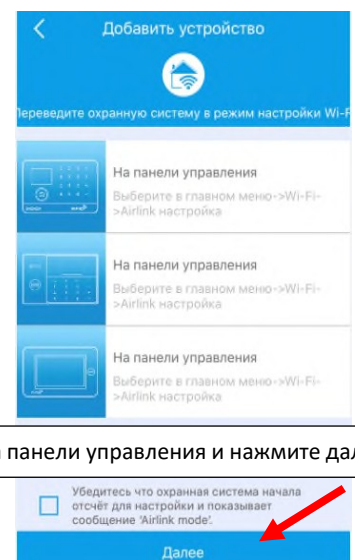 Добавить устройство
Переведите охранную систему в режим настройки Wi-F
На панели управления
Выберите в главном меню->Wi-Fi-
>Airlink настройка
На панели управления
Выберите в главном меню->Wi-Fi-
>Airlink настройка
На панели управления
Выберите в главном меню->Wi-Fi-
>Airlink настройка
панели управления и нажмите
Убедитесь что охранная система начала
отсчёт для настройки и показывает
сообщение 'Airlink mode'.
Далее